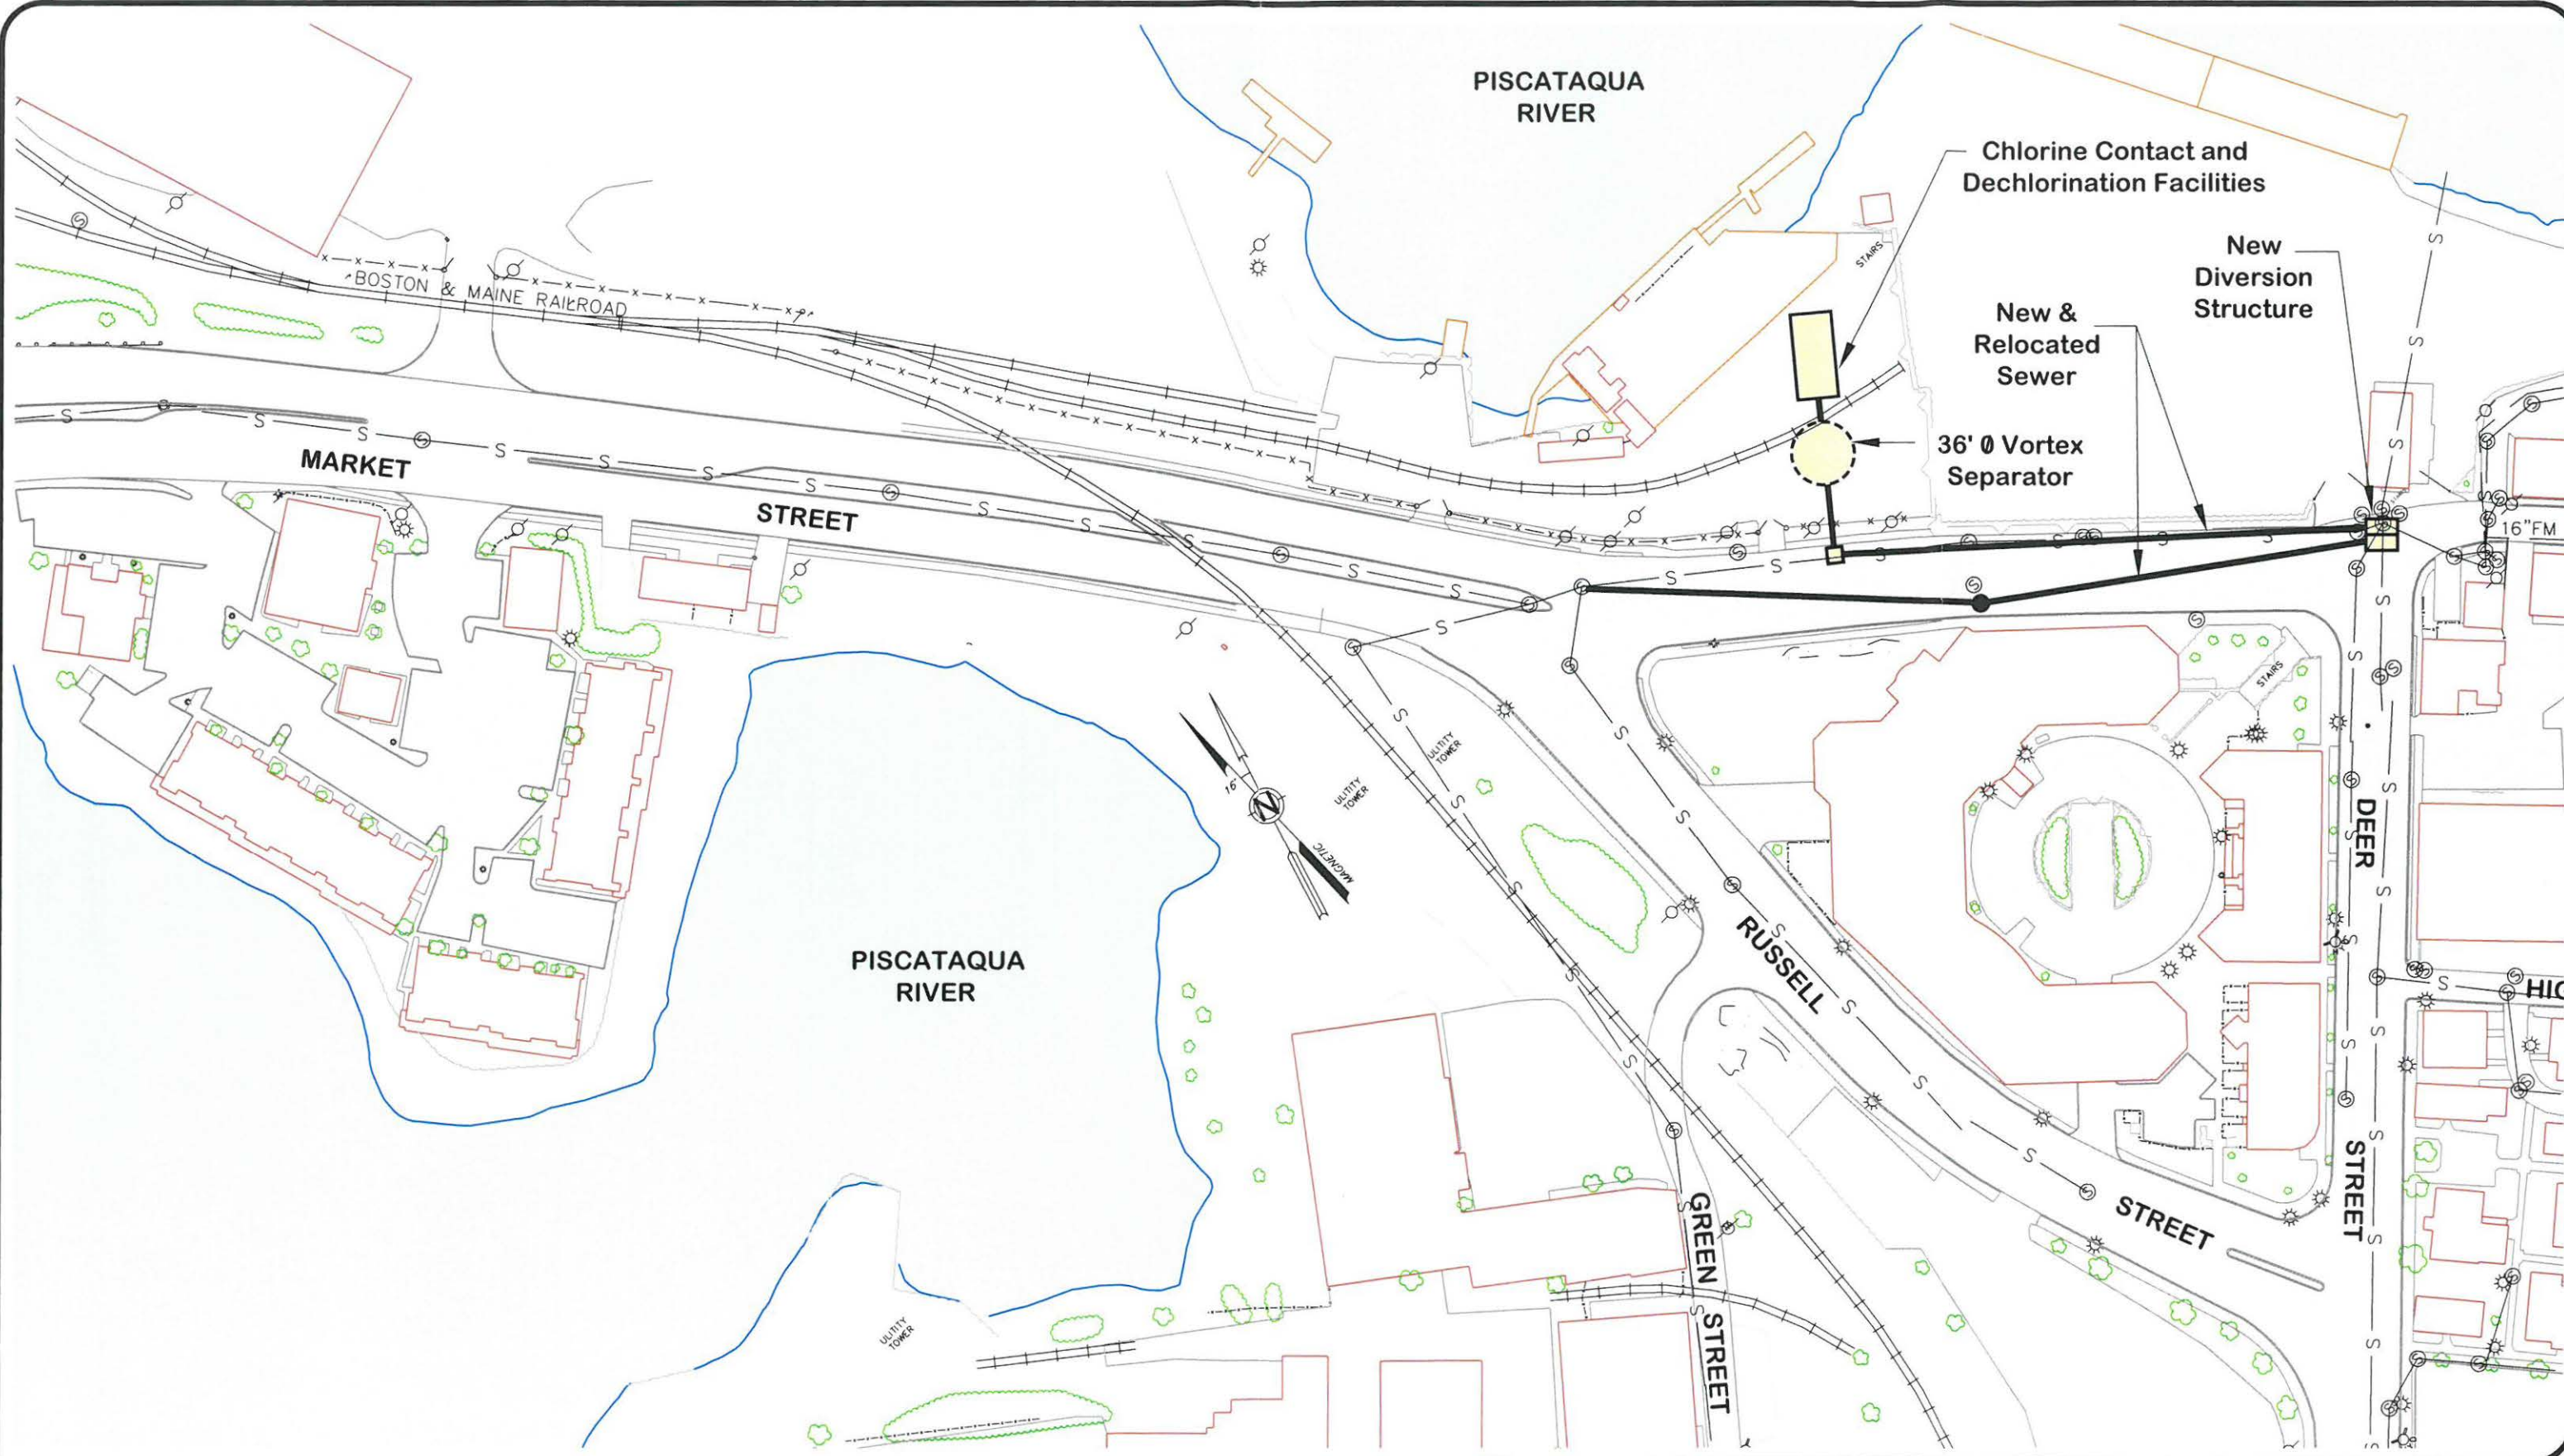 PISCATAQUA
RIVER
Chlorine Contact and
Dechlorination Facilities
New
Diversion
Structure
New &
Relocated
Sewer
36' Ø Vortex
Separator
STAIRS
BOSTON & MAINE RAILROAD
MARKET
STREET
16"FM
STAIRS
ULITITY
TOWER
ULITITY
TOWER
16°
N
MAGNETIC
DEER
STREET
PISCATAQUA
RIVER
RUSSELL
STREET
HIG
GREEN
STREET
ULITITY
TOWER